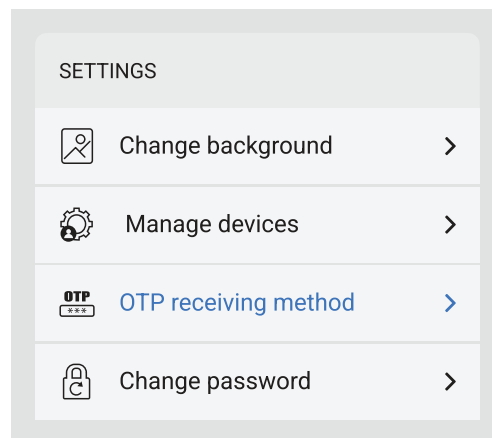 SETTINGS
Change background
Manage devices
OTP
***
OTP receiving method
Change password